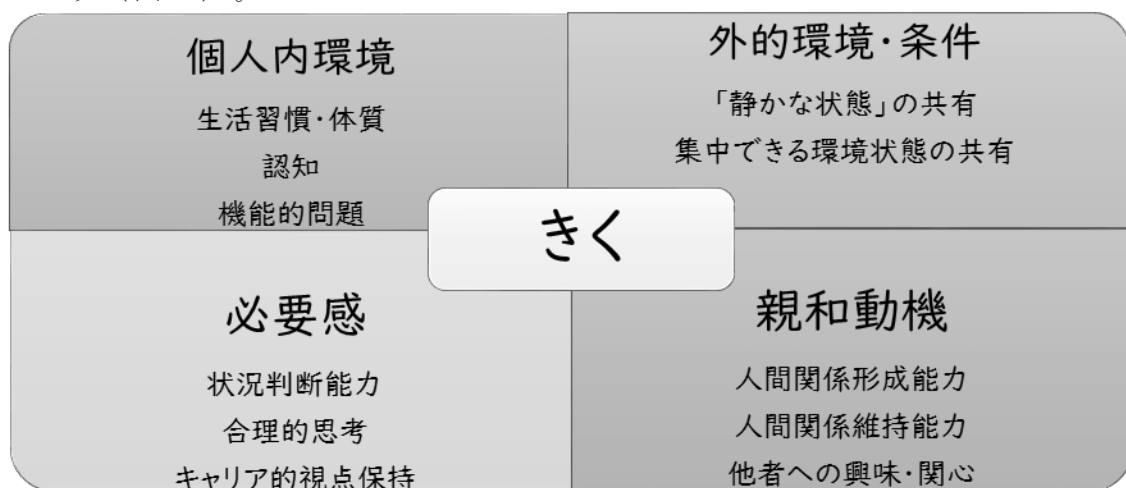 個人内環境
生活習慣・体質
認知
機能的問題
外的環境・条件
「静かな状態」の共有
集中できる環境状態の共有
きく
必要感
状況判断能力
合理的思考
キャリア的視点保持
親和動機
人間関係形成能力
人間関係維持能力
他者への興味・関心